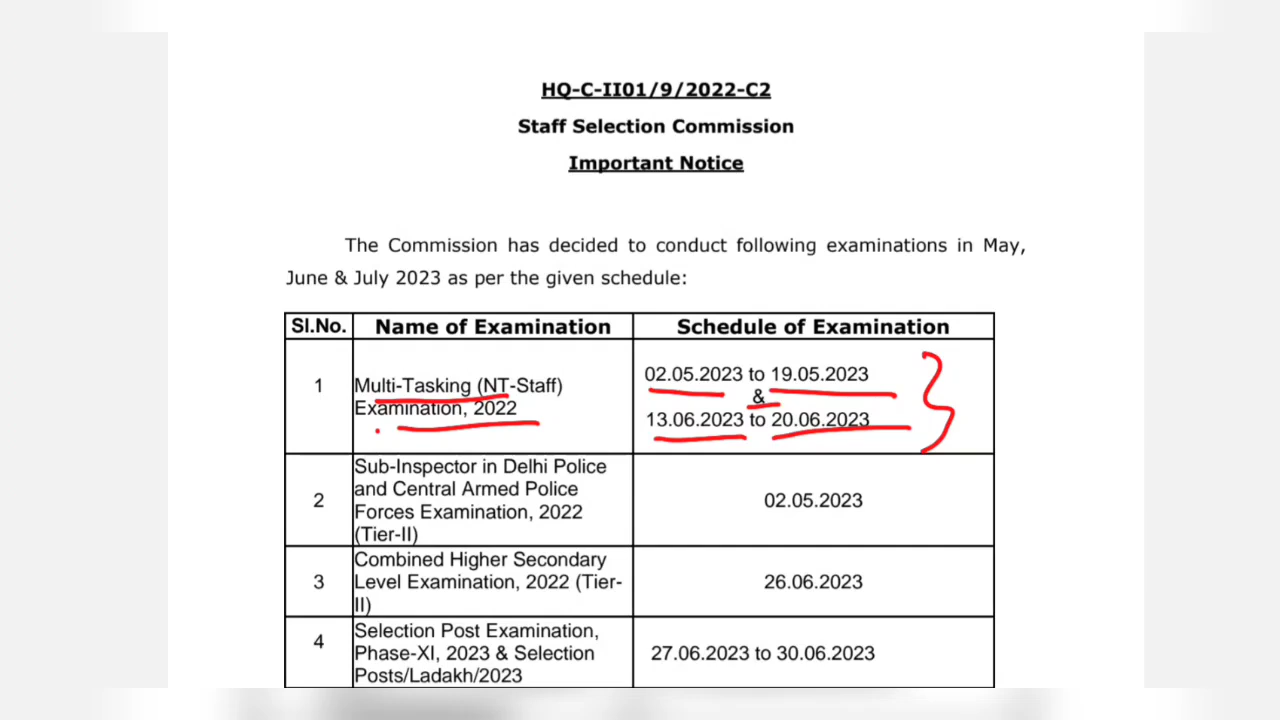 HQ-C-II01/9/2022-C2
Staff Selection Commission
Important Notice
The Commission has decided to conduct following examinations in May,
June & July 2023 as per the given schedule:
Sl.No. Name of Examination Schedule of Examination
1
Multi-Tasking (NT-Staff)
Examination, 2022
02.05.2023 to 19.05.2023
&
13.06.2023 to 20.06.2023
2
Sub-Inspector in Delhi Police
and Central Armed Police
Forces Examination, 2022
(Tier-II)
02.05.2023
3
Combined Higher Secondary
Level Examination, 2022 (Tier-
II)
26.06.2023
4
Selection Post Examination,
Phase-XI, 2023 & Selection
Posts/Ladakh/2023
27.06.2023 to 30.06.2023